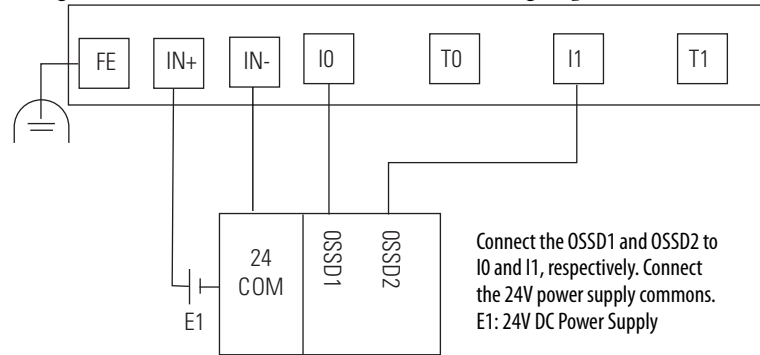 FE IN+ IN- I0 T0 I1 T1
24
COM
OSSD1
OSSD2
E1
Connect the OSSD1 and OSSD2 to
I0 and I1, respectively. Connect
the 24V power supply commons.
E1: 24V DC Power Supply